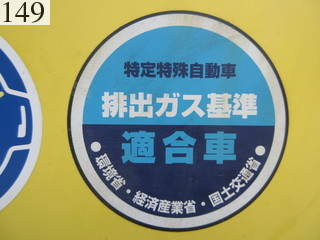 149
特定特殊自動車
排出ガス基準
適合車
●環境省・経済産業省・国土交通省●